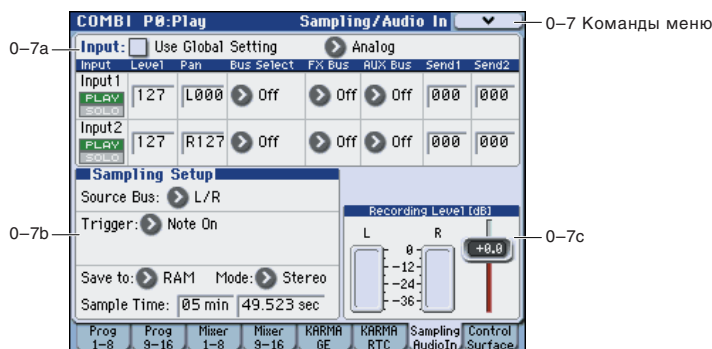 COMBI P0:Play Sampling/Audio In
0–7 Команды меню
0–7a
Input: Use Global Setting Analog
Input Level Pan Bus Select FX Bus AUX Bus Send1 Send2
Input1
PLAY 127 L000 Off Off Off 000 000
SOLO
Input2
PLAY 127 R127 Off Off Off 000 000
SOLO
Sampling Setup
Source Bus: L/R
Recording Level [dB]
0–7b
Trigger: Note On
L R
0–7c
0
+0.0
-12
-24
-36
Save to: RAM Mode: Stereo
Sample Time: 05 min 49.523 sec
Prog 1–8 Prog 9–16 Mixer 1–8 Mixer 9–16 KARMA GE KARMA RTC Sampling AudioIn Control Surface